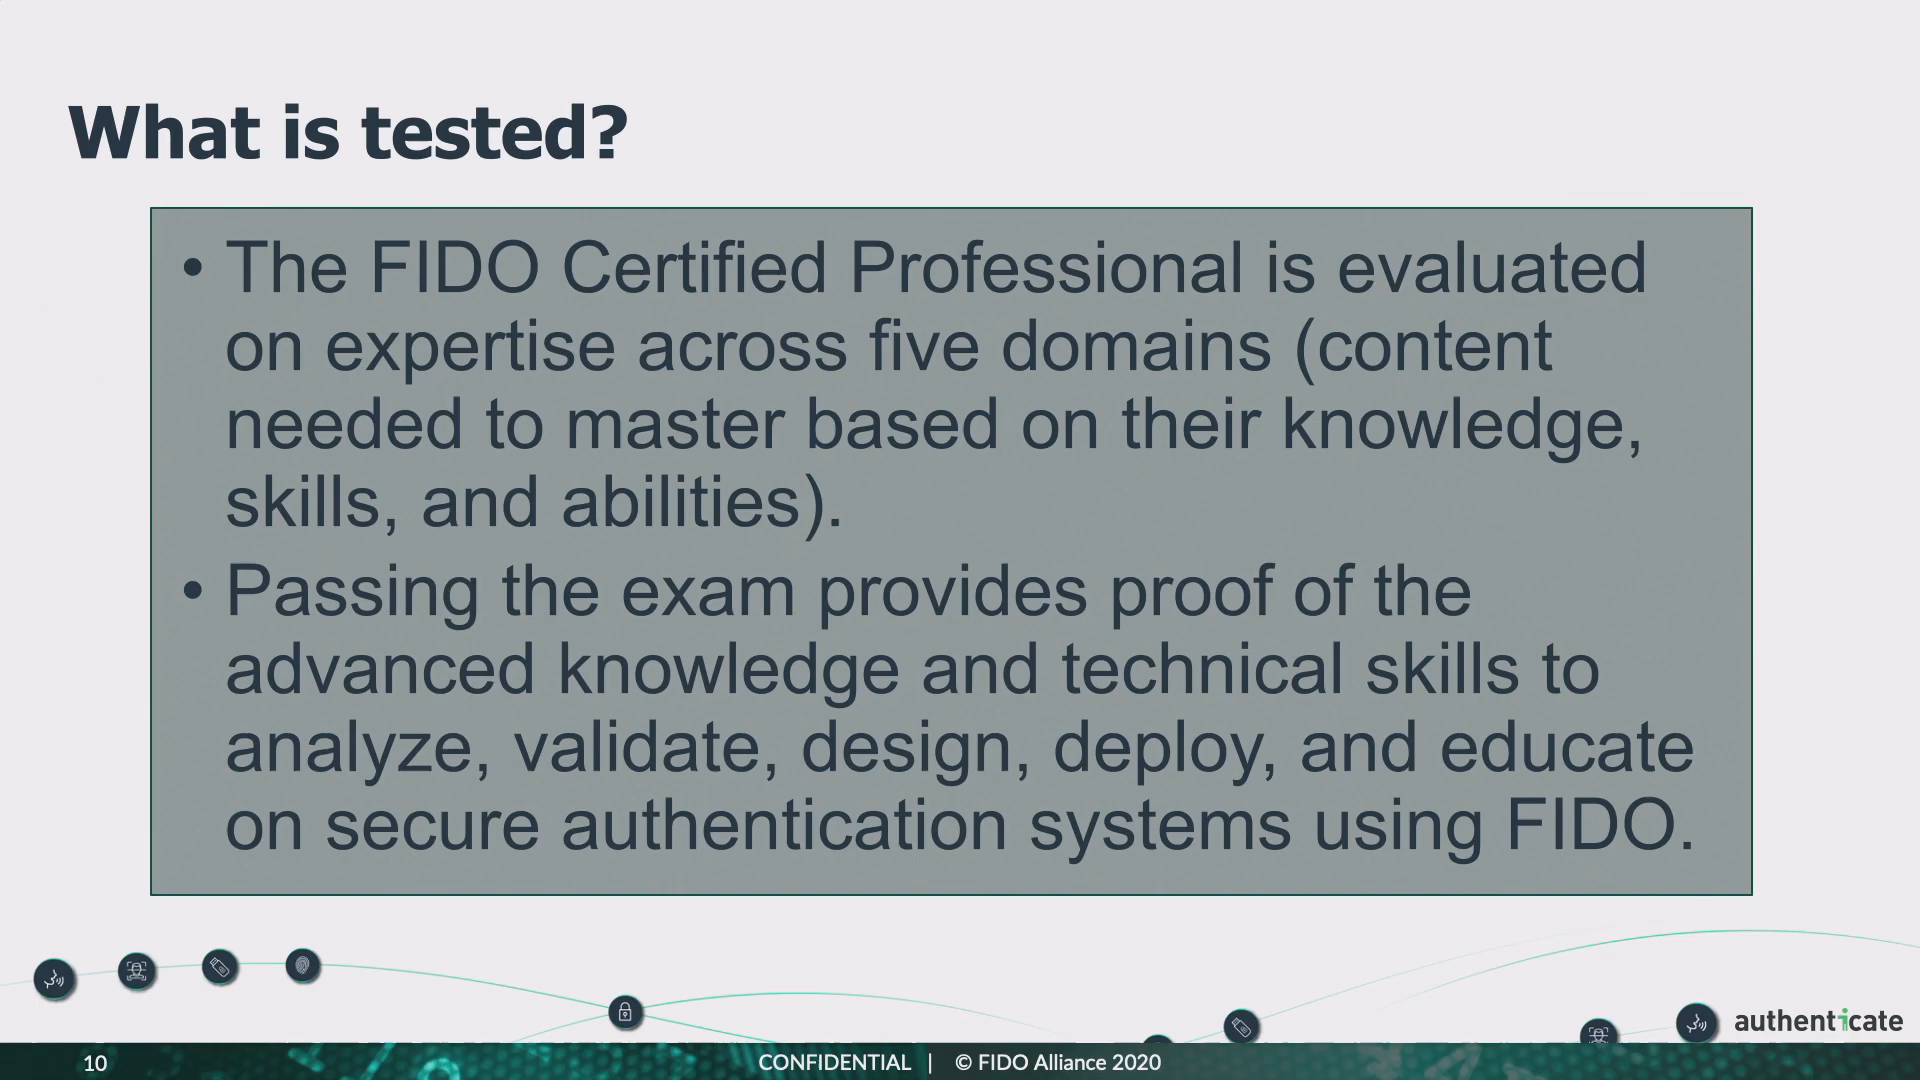 What is tested?
• The FIDO Certified Professional is evaluated
on expertise across five domains (content
needed to master based on their knowledge,
skills, and abilities).
• Passing the exam provides proof of the
advanced knowledge and technical skills to
analyze, validate, design, deploy, and educate
on secure authentication systems using FIDO.
authenticate
10
CONFIDENTIAL | © FIDO Alliance 2020